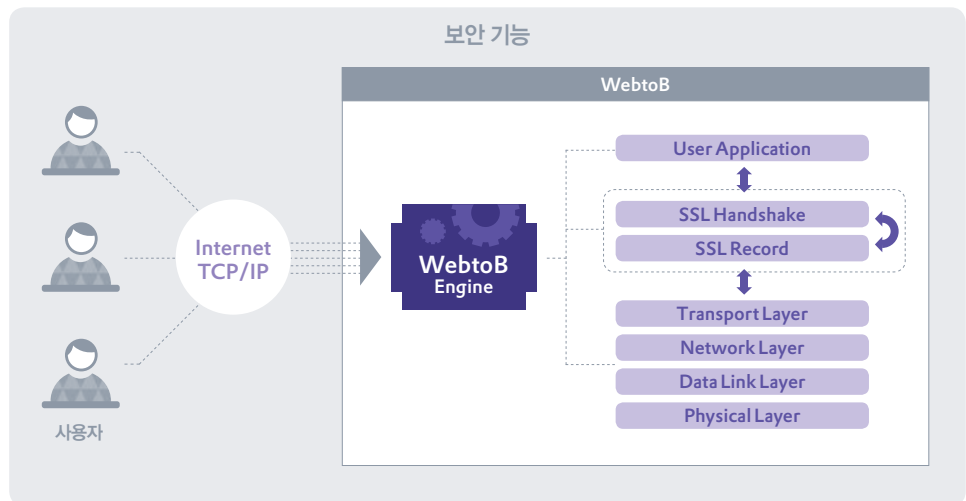 보안 기능
WebtoB
사용자
Internet
TCP/IP
WebtoB
Engine
User Application
SSL Handshake
SSL Record
Transport Layer
Network Layer
Data Link Layer
Physical Layer